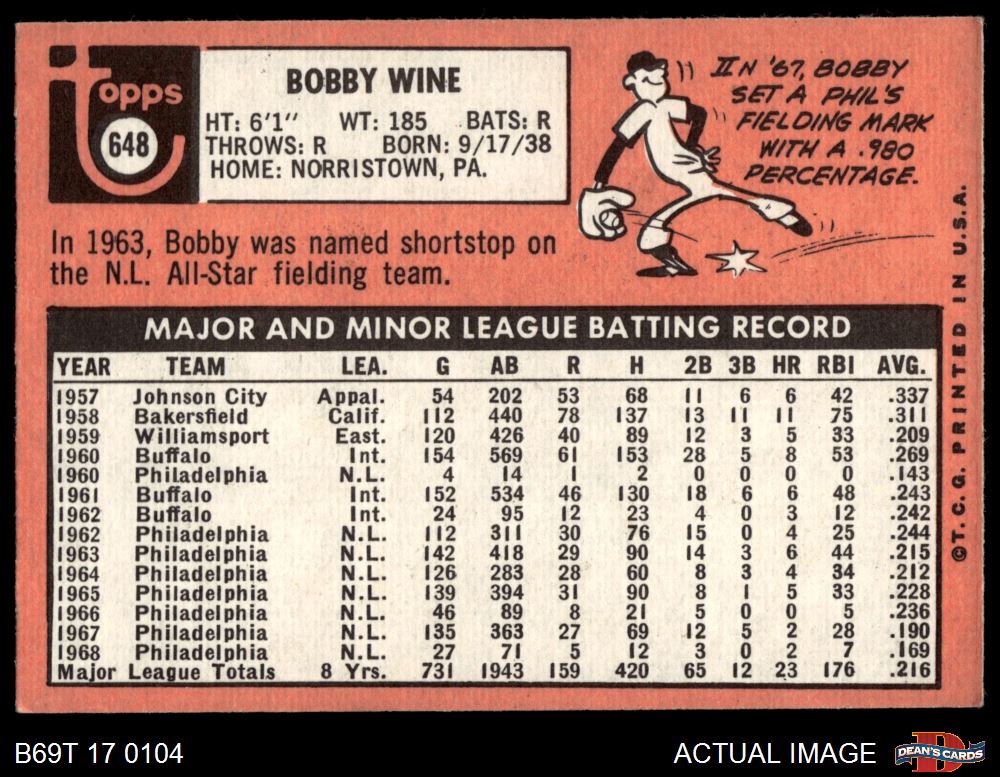 Topps
648
BOBBY WINE
HT: 6'1" WT: 185 BATS: R
THROWS: R BORN: 9/17/38
HOME: NORRISTOWN, PA.
IN '67, BOBBY
SET A PHIL'S
FIELDING MARK
WITH A .980
PERCENTAGE.
In 1963, Bobby was named shortstop on
the N.L. All-Star fielding team.
MAJOR AND MINOR LEAGUE BATTING RECORD
YEAR TEAM LEA. G AB R H 2B 3B HR RBI AVG.
1957 Johnson City Appal. 54 202 53 68 11 6 6 42 .337
1958 Bakersfield Calif. 112 440 78 137 13 11 11 75 .311
1959 Williamsport East. 120 426 40 89 12 3 5 33 .209
1960 Buffalo Int. 154 569 61 153 28 5 8 53 .269
1960 Philadelphia N.L. 4 14 1 2 0 0 0 0 .143
1961 Buffalo Int. 152 534 46 130 18 6 6 48 .243
1962 Buffalo Int. 24 95 12 23 4 0 3 12 .242
1962 Philadelphia N.L. 112 311 30 76 15 0 4 25 .244
1963 Philadelphia N.L. 142 418 29 90 14 3 6 44 .215
1964 Philadelphia N.L. 126 283 28 60 8 3 4 34 .212
1965 Philadelphia N.L. 139 394 31 90 8 1 5 33 .228
1966 Philadelphia N.L. 46 89 8 21 5 0 0 5 .236
1967 Philadelphia N.L. 135 363 27 69 12 5 2 28 .190
1968 Philadelphia N.L. 27 71 5 12 3 0 2 7 .169
Major League Totals 8 Yrs. 731 1943 159 420 65 12 23 176 .216
©T.C.G. PRINTED IN U.S.A.
B69T 17 0104
ACTUAL IMAGE
D
DEAN'S CARDS